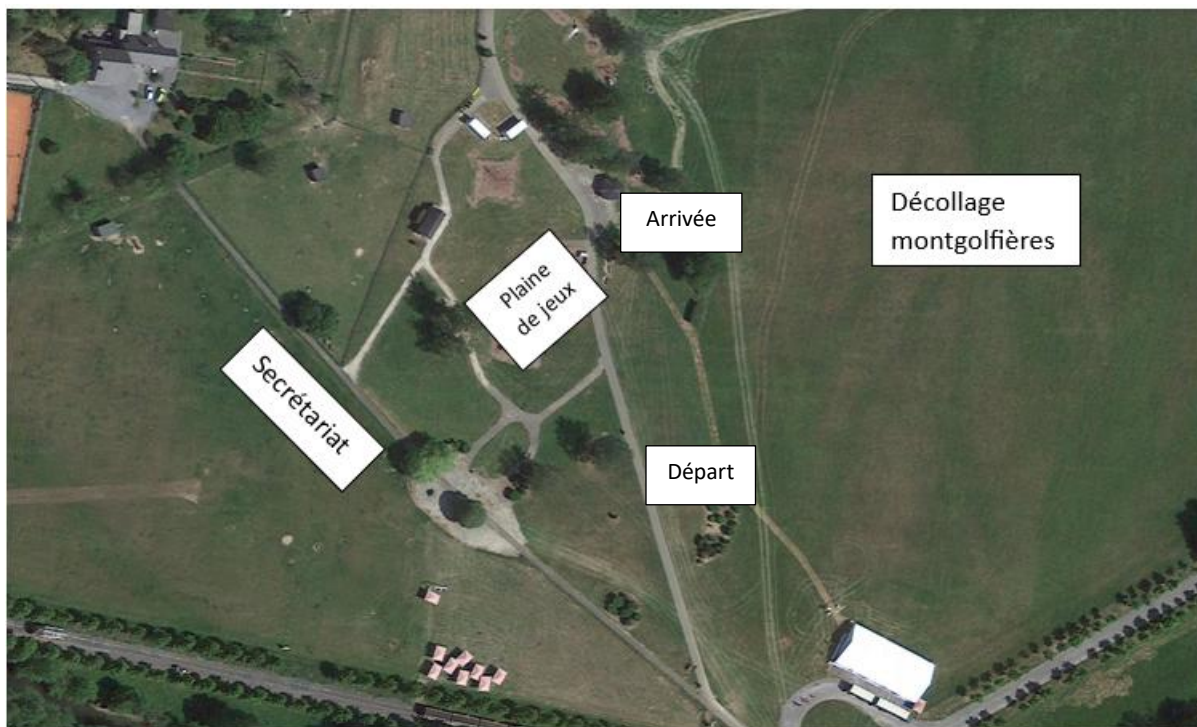 Arrivée
Décollage
montgolfières
Plaine
de jeux
Secrétariat
Départ